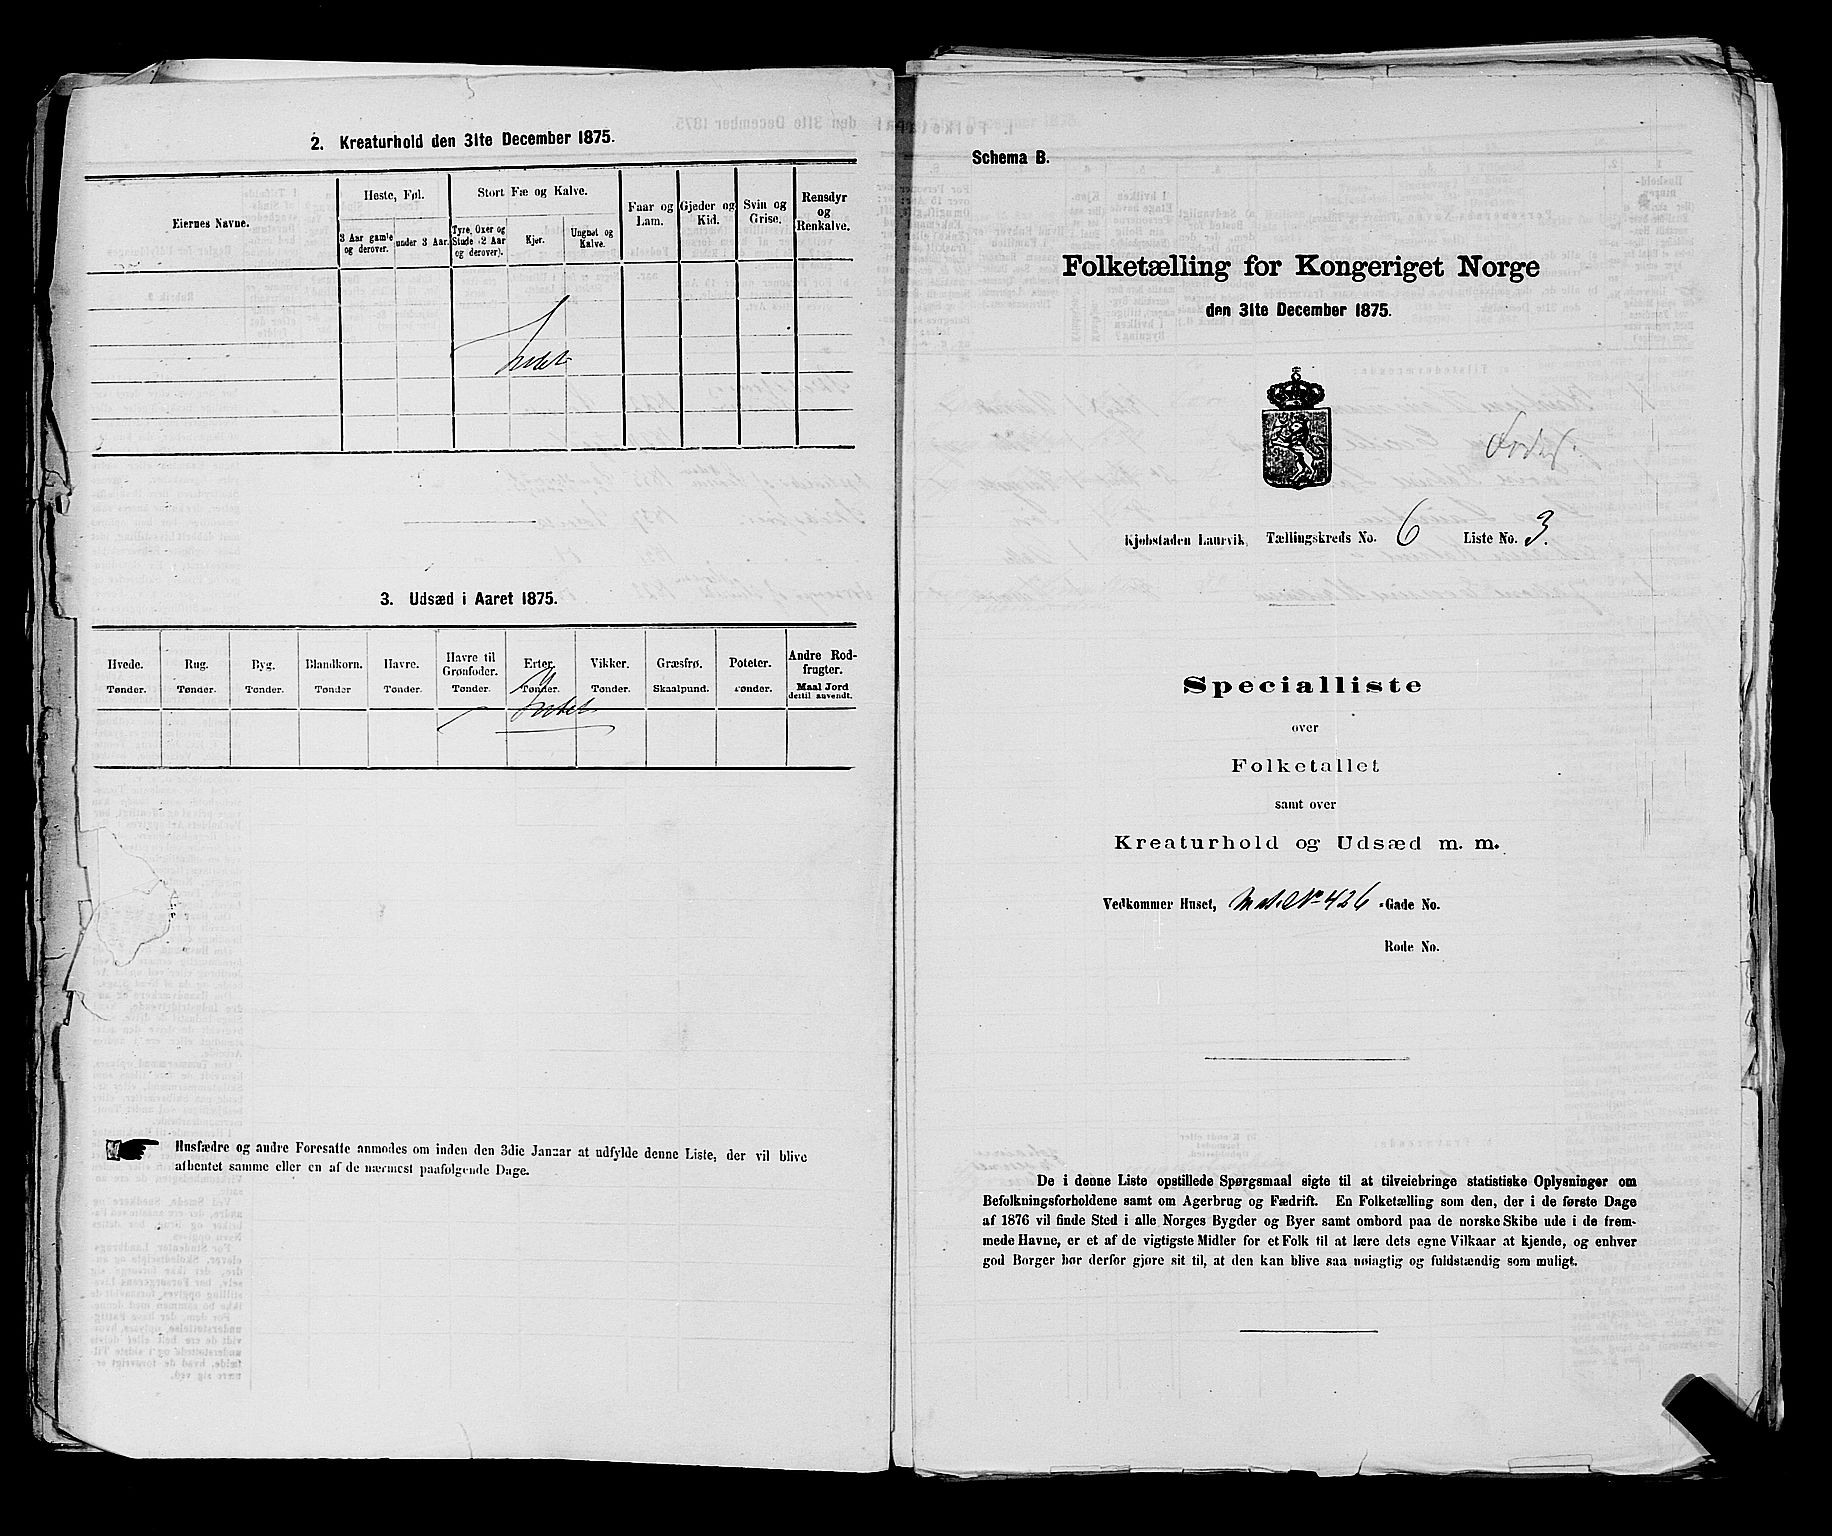 2. Kreaturhold den 31te December 1875.
Eiernes Navne.
Heste, Føl.
3 Aar gamle og derover.
under 3 Aar.
Stort Fæ og Kalve.
Tyre, Oxer og Stude (2 Aar og derover).
Kjør.
Ungnøt og Kalve.
Faar og Lam.
Gjeder og Kid.
Svin og Grise.
Rensdyr og Renkalve.
Intet
3. Udsæd i Aaret 1875.
Hvede. Rug. Byg. Blandkorn. Havre. Havre til Grønfoder. Erter. Vikker. Græsfrø. Poteter. Andre Rodfrugter.
Tønder. Tønder. Tønder. Tønder Tønder. Tønder. Tønder. Tønder. Skaalpund. Tønder. Maal Jord dertil anvendt.
Intet
Husfædre og andre Foresatte anmodes om inden den 3die Januar at udfylde denne Liste, der vil blive
afhentet samme eller en af de nærmest paafølgende Dage.
Schema B.
Folketælling for Kongeriget Norge
den 31te December 1875.
Kjøbstaden Laurvik, Tællingskreds No. 6 Liste No. 3.
Specialliste
over
Folketallet
samt over
Kreaturhold og Udsæd m. m.
Vedkommer Huset, Mat. No 426 -Gade No.
Rode No.
De i denne Liste opstillede Spørgsmaal sigte til at tilveiebringe statistiske Oplysninger om
Befolkningsforholdene samt om Agerbrug og Fædrift. En Folketælling som den, der i de første Dage
af 1876 vil finde Sted i alle Norges Bygder og Byer samt ombord paa de norske Skibe ude i de frem-
mede Havne, er et af de vigtigste Midler for et Folk til at lære dets egne Vilkaar at kjende, og enhver
god Borger bør derfor gjøre sit til, at den kan blive saa nøiagtig og fuldstændig som muligt.